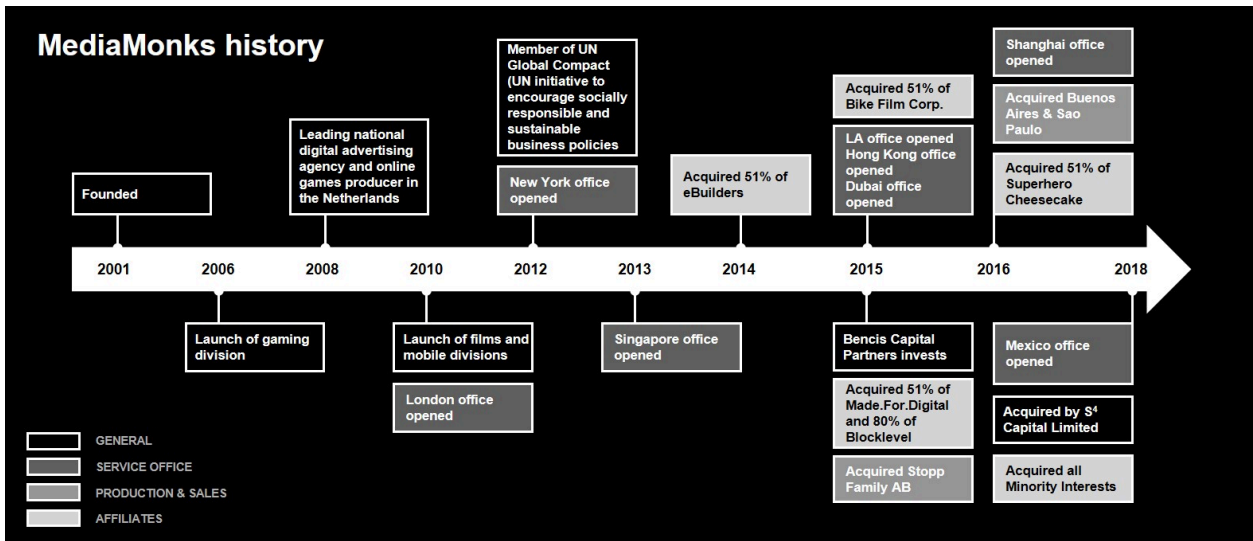 MediaMonks history
Founded
Leading national
digital advertising
agency and online
games producer in
the Netherlands
Member of UN
Global Compact
(UN initiative to
encourage socially
responsible and
sustainable
business policies
New York office
opened
Acquired 51% of
eBuilders
Acquired 51% of
Bike Film Corp.
LA office opened
Hong Kong office
opened
Dubai office
opened
Shanghai office
opened
Acquired Buenos
Aires & Sao
Paulo
Acquired 51% of
Superhero
Cheesecake
2001 2006 2008 2010 2012 2013 2014 2015 2016 2018
Launch of gaming
division
Launch of films and
mobile divisions
London office
opened
Singapore office
opened
Bencis Capital
Partners invests
Acquired 51% of
Made.For.Digital
and 80% of
Blocklevel
Acquired Stopp
Family AB
Mexico office
opened
Acquired by S⁴
Capital Limited
Acquired all
Minority Interests
GENERAL
SERVICE OFFICE
PRODUCTION & SALES
AFFILIATES